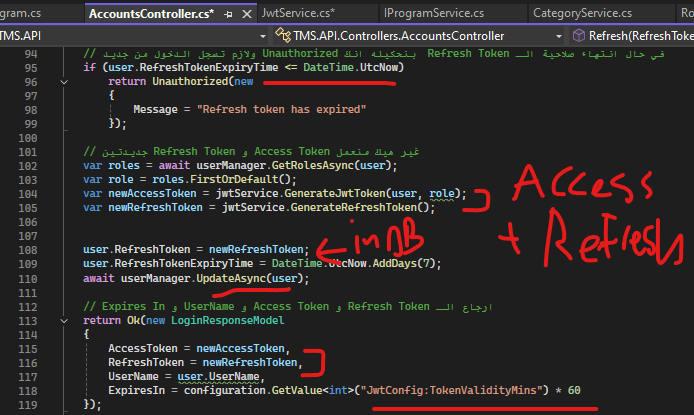 ogram.cs
AccountsController.cs*
JwtService.cs*
IProgramService.cs
CategoryService.cs
Ro
TMS.API
TMS.API.Controllers.AccountsController
Refresh(RefreshToke
94 // في حال انتهاء صلاحية الـ Refresh Token بنحكيله انك Unauthorized ولازم تسجل الدخول من جديد
95 if (user.RefreshTokenExpiryTime <= DateTime.UtcNow)
96 return Unauthorized(new
97 {
98 Message = "Refresh token has expired"
99 });
100
101 // غير هيك منعمل Access Token و Refresh Token جديدتين
102 var roles = await userManager.GetRolesAsync(user);
103 var role = roles.FirstOrDefault();
104 var newAccessToken = jwtService.GenerateJwtToken(user, role);
105 var newRefreshToken = jwtService.GenerateRefreshToken();
Access
+ Refresh
106
107
108 user.RefreshToken = newRefreshToken;
in DB
109 user.RefreshTokenExpiryTime = DateTime.UtcNow.AddDays(7);
110 await userManager.UpdateAsync(user);
111
112 // ارجاع الـ Refresh Token و Access Token و UserName و Expires In
113 return Ok(new LoginResponseModel
114 {
115 AccessToken = newAccessToken,
116 RefreshToken = newRefreshToken,
117 UserName = user.UserName,
118 ExpiresIn = configuration.GetValue<int>("JwtConfig:TokenValidityMins") * 60
119 });